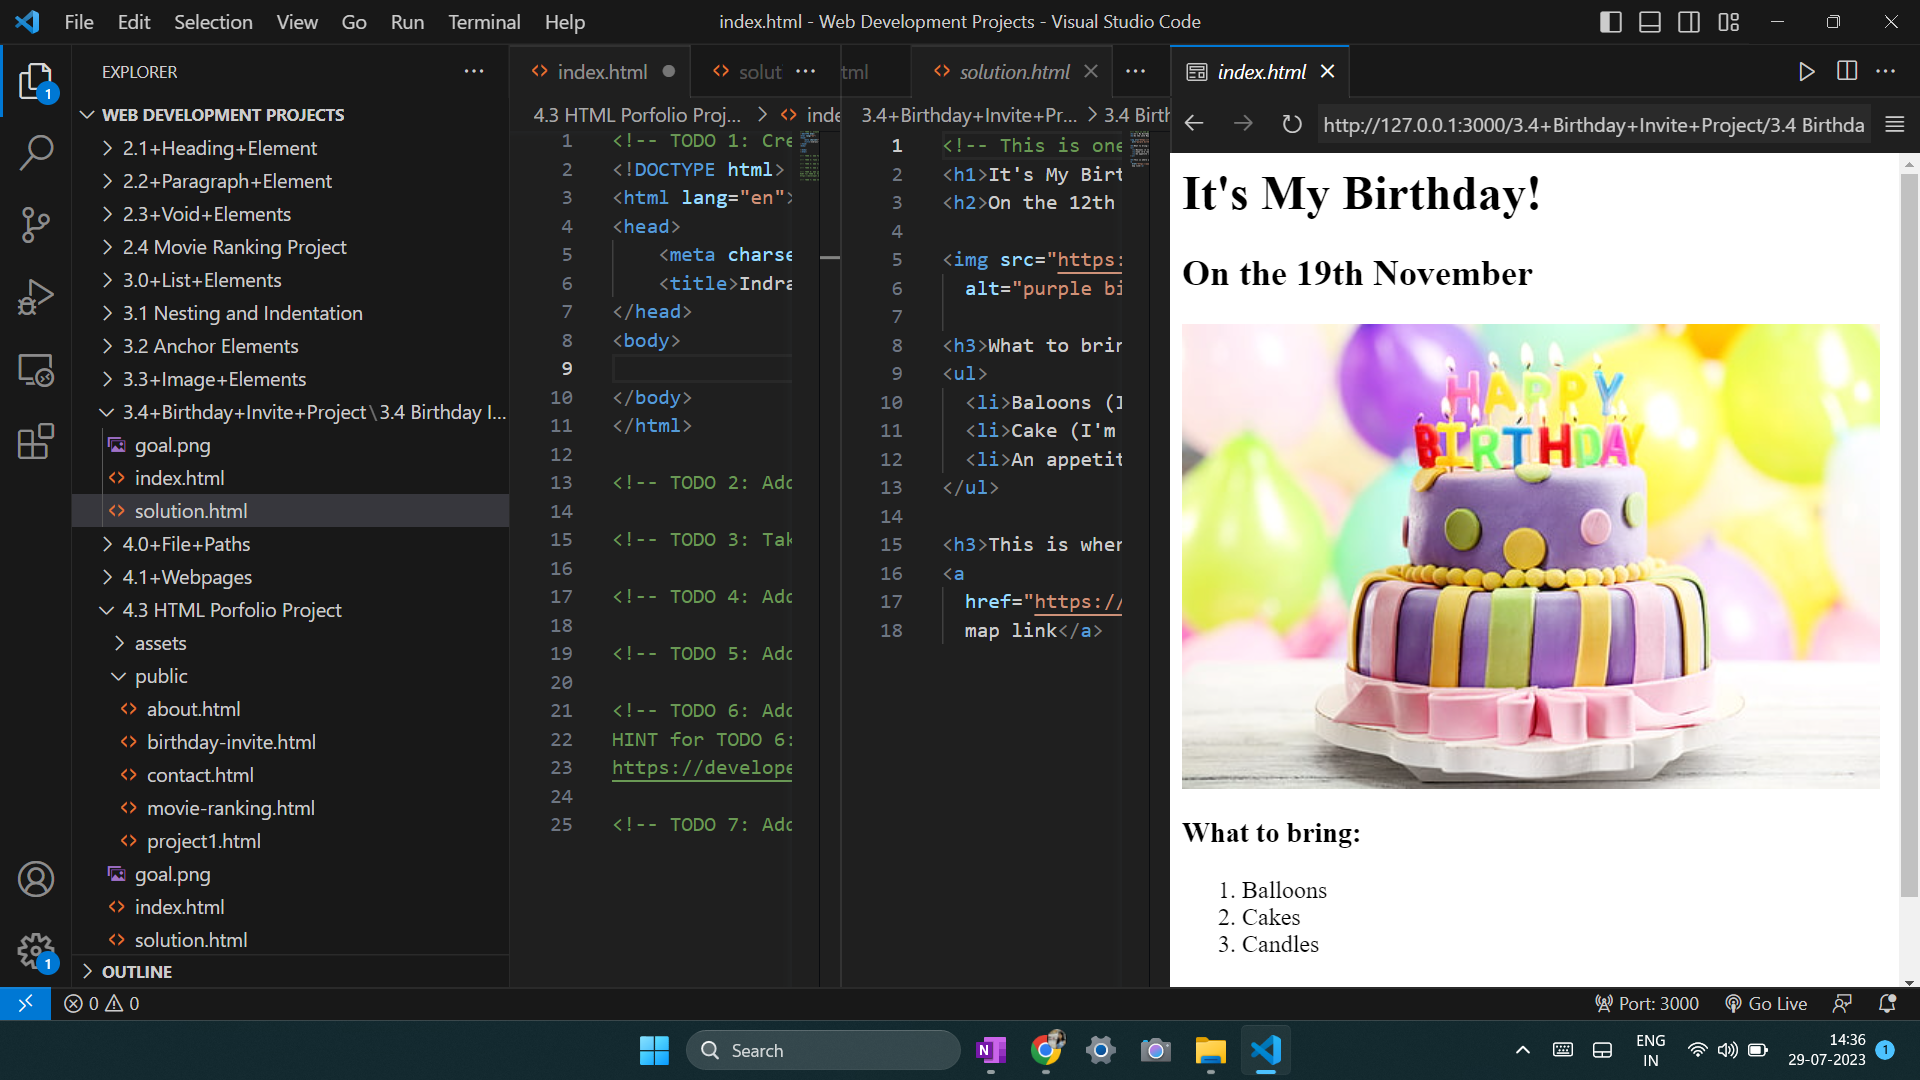 File Edit Selection View Go Run Terminal Help
index.html - Web Development Projects - Visual Studio Code
EXPLORER
1
WEB DEVELOPMENT PROJECTS
2.1+Heading+Element
2.2+Paragraph+Element
2.3+Void+Elements
2.4 Movie Ranking Project
3.0+List+Elements
3.1 Nesting and Indentation
3.2 Anchor Elements
3.3+Image+Elements
3.4+Birthday+Invite+Project\3.4 Birthday I...
goal.png
index.html
solution.html
4.0+File+Paths
4.1+Webpages
4.3 HTML Porfolio Project
assets
public
about.html
birthday-invite.html
contact.html
movie-ranking.html
project1.html
goal.png
index.html
solution.html
OUTLINE
1
index.html
solut
4.3 HTML Porfolio Proj... > inde
1 <!-- TODO 1: Cre
2 <!DOCTYPE html>
3 <html lang="en">
4 <head>
5 <meta charse
6 <title>Indra
7 </head>
8 <body>
9
10 </body>
11 </html>
12
13 <!-- TODO 2: Add
14
15 <!-- TODO 3: Tak
16
17 <!-- TODO 4: Add
18
19 <!-- TODO 5: Add
20
21 <!-- TODO 6: Add
22 HINT for TODO 6:
23 https://develope
24
25 <!-- TODO 7: Add
tml
solution.html
3.4+Birthday+Invite+Pr... > 3.4 Birth
1 <!-- This is one
2 <h1>It's My Birt
3 <h2>On the 12th
4
5 <img src="https:
6 alt="purple bi
7
8 <h3>What to brin
9 <ul>
10 <li>Baloons (I
11 <li>Cake (I'm
12 <li>An appetit
13 </ul>
14
15 <h3>This is wher
16 <a
17 href="https://
18 map link</a>
index.html
http://127.0.0.1:3000/3.4+Birthday+Invite+Project/3.4 Birthda
It's My Birthday!
On the 19th November
HAPPY
BIRTHDAY
What to bring:
1. Balloons
2. Cakes
3. Candles
0 0
Port: 3000 Go Live
Search
N
ENG
IN
14:36
29-07-2023
1